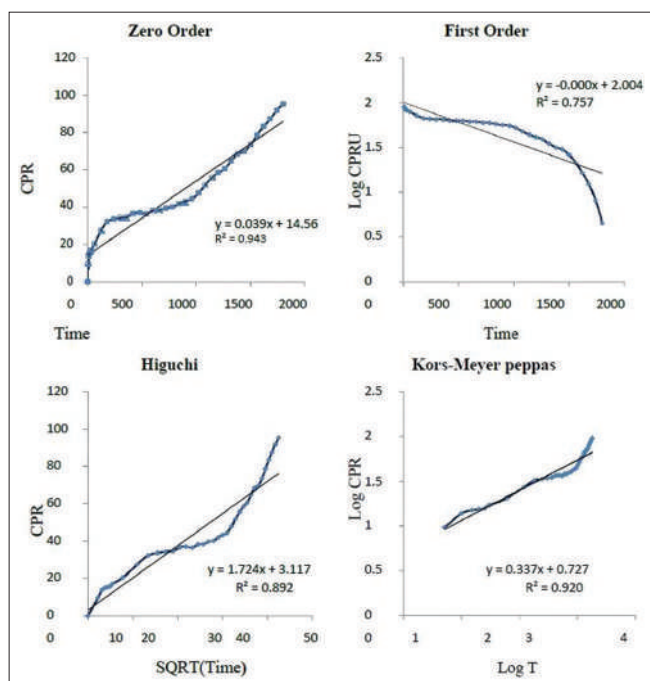 Zero Order
120
100
80
60
40
20
0
CPR
y = 0.039x + 14.56
R² = 0.943
0 500 1000 1500 2000
Time
First Order
2.5
2
1.5
1
0.5
0
Log CPRU
y = -0.000x + 2.004
R² = 0.757
0 500 1000 1500 2000
Time
Higuchi
120
100
80
60
40
20
0
CPR
y = 1.724x + 3.117
R² = 0.892
0 10 20 30 40 50
SQRT(Time)
Kors-Meyer peppas
2.5
2
1.5
1
0.5
0
Log CPR
y = 0.337x + 0.727
R² = 0.920
1 2 3 4
Log T